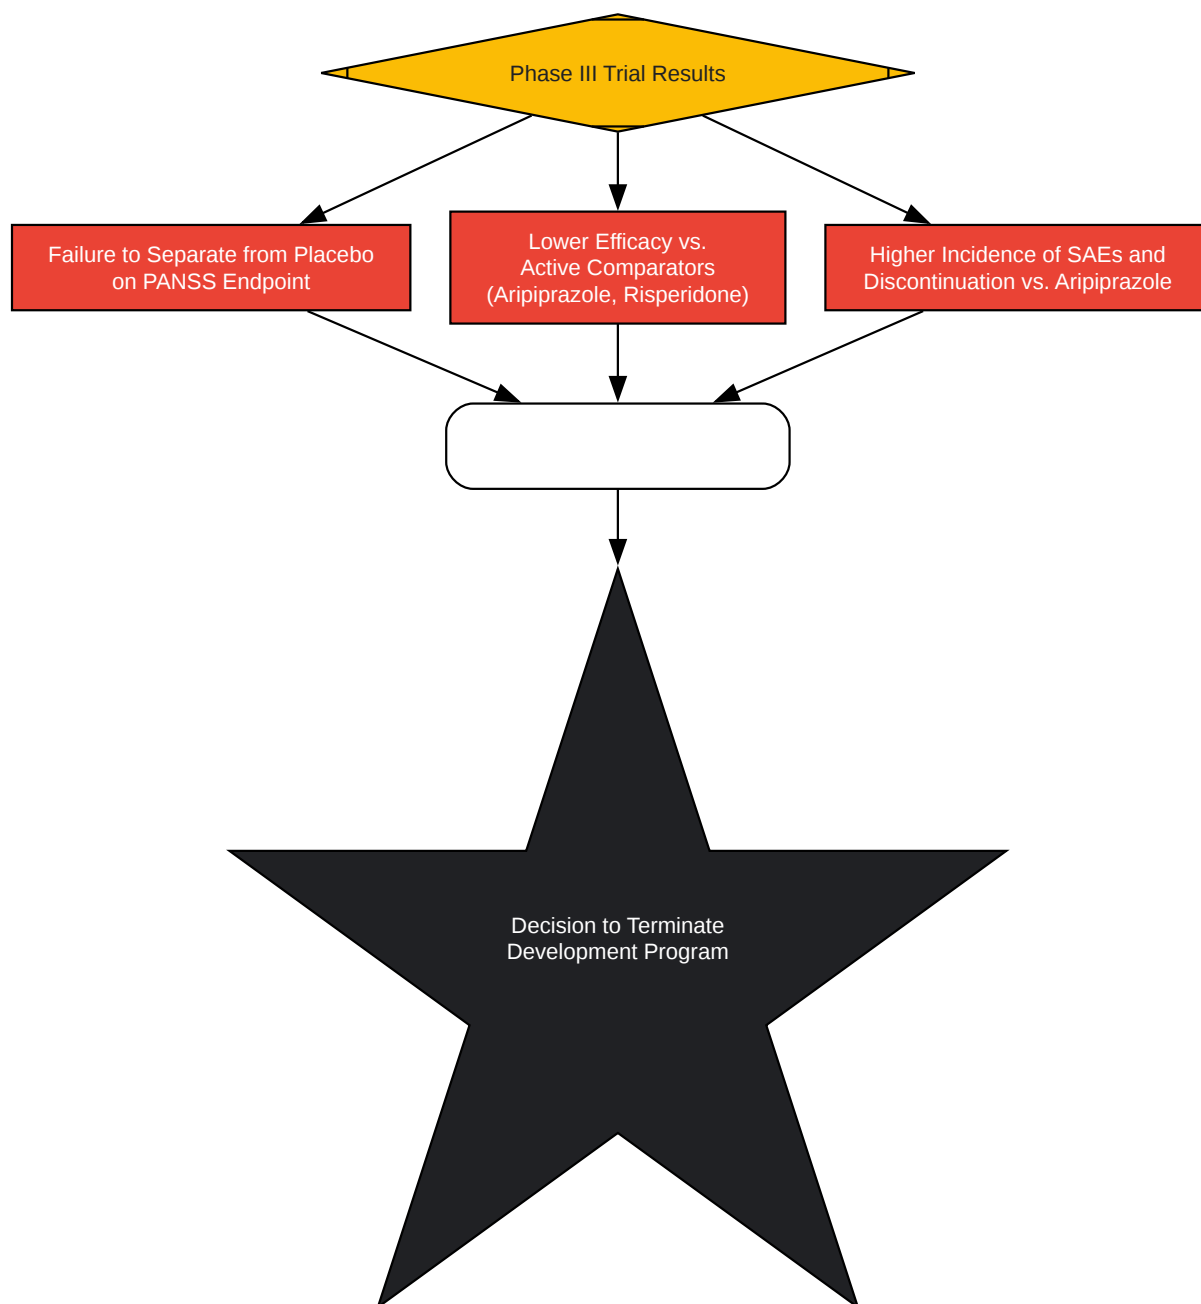 Phase III Trial Results
Failure to Separate from Placebo
on PANSS Endpoint
Lower Efficacy vs.
Active Comparators
(Aripiprazole, Risperidone)
Higher Incidence of SAEs and
Discontinuation vs. Aripiprazole
Decision to Terminate
Development Program